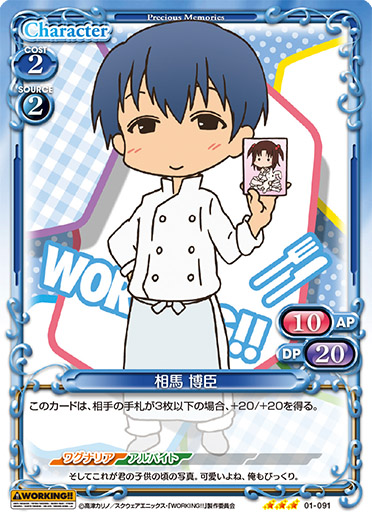 Precious Memories
Character
COST
2
SOURCE
2
WORKING!!
10 AP
DP 20
相馬 博臣
このカードは、相手の手札が3枚以下の場合、+20/+20を得る。
ワグナリア アルバイト
そしてこれが君の子供の頃の写真。可愛いよね、俺もびっくり。
WORKING!!
©高津カリノ／スクウェアエニックス・「WORKING!!」製作委員会
★★★ 01-091